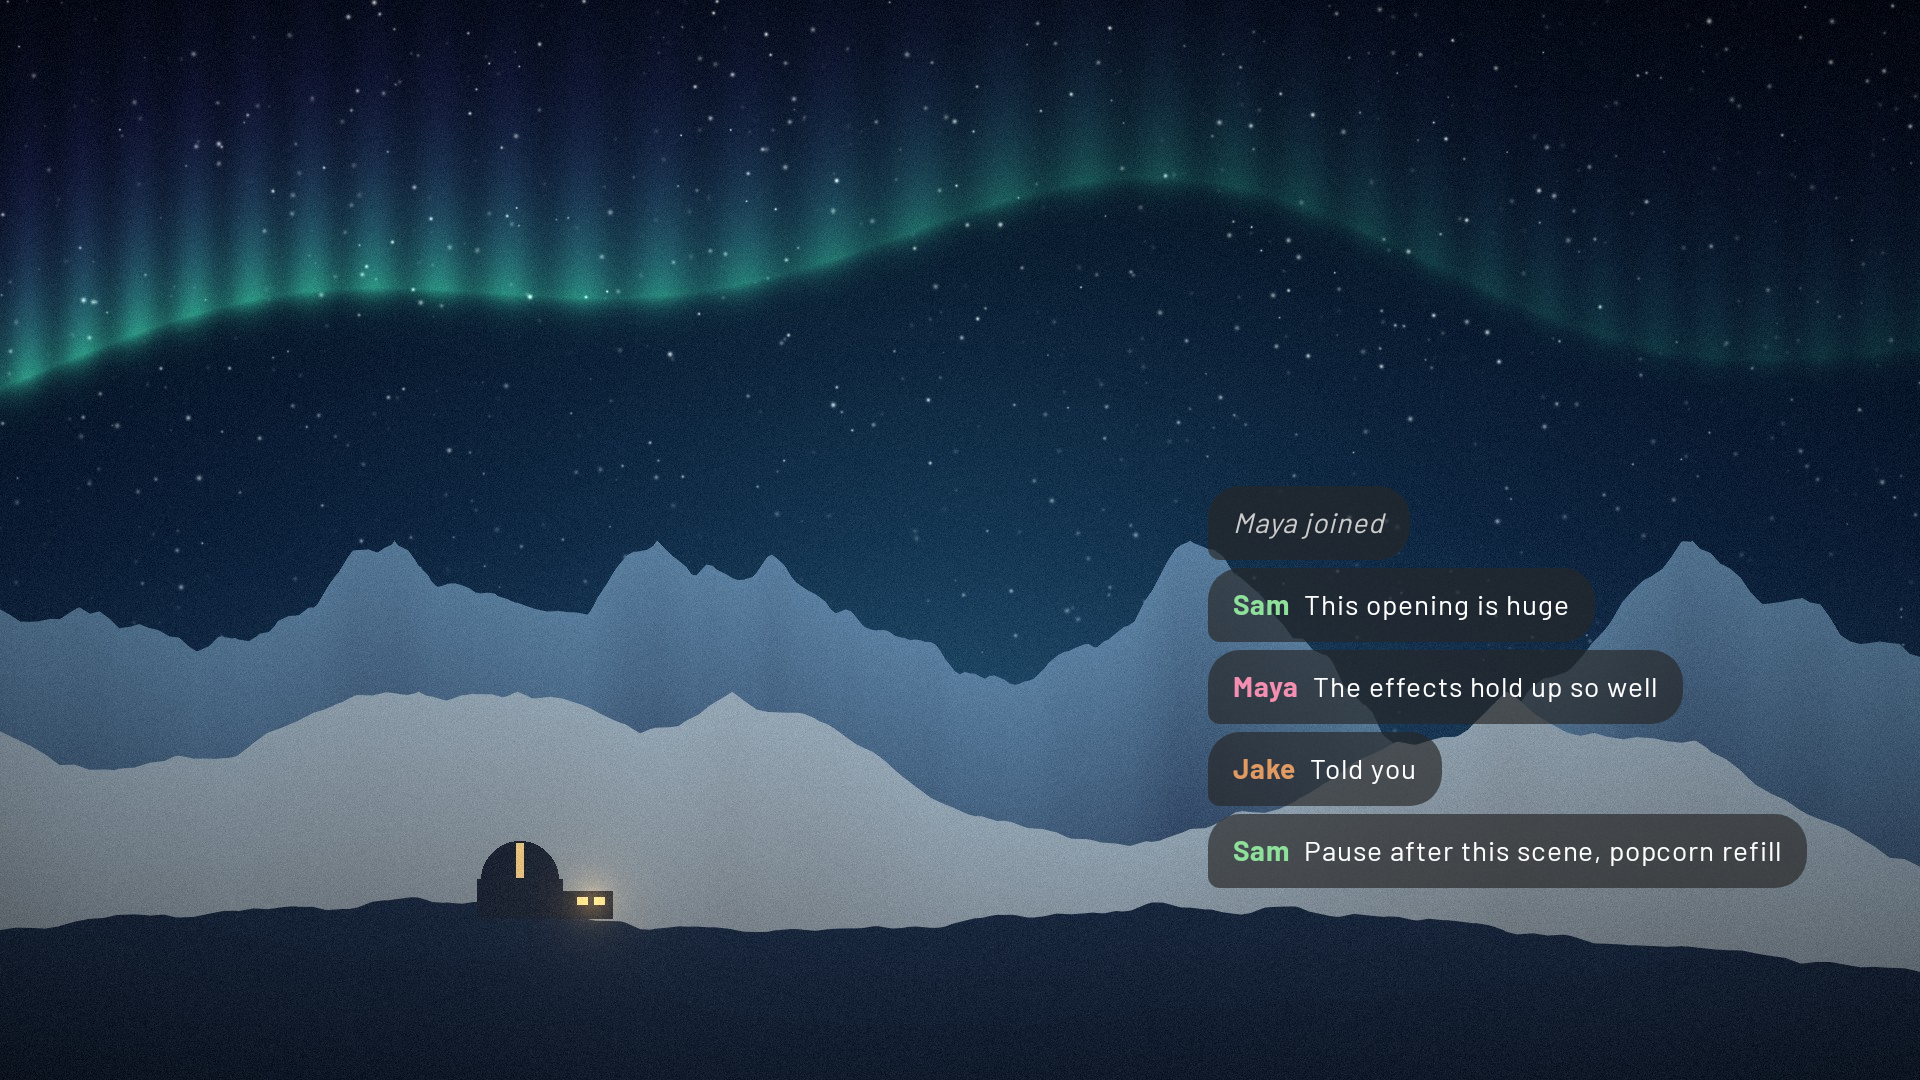 Maya joined
Sam This opening is huge
Maya The effects hold up so well
Jake Told you
Sam Pause after this scene, popcorn refill